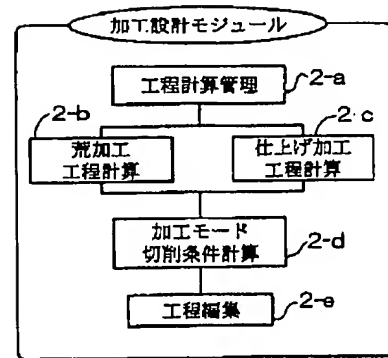 加工設計モジュール
工程計算管理
2-a
2-b
2-c
荒加工
工程計算
仕上げ加工
工程計算
加工モード
切削条件計算
2-d
工程編集
2-e